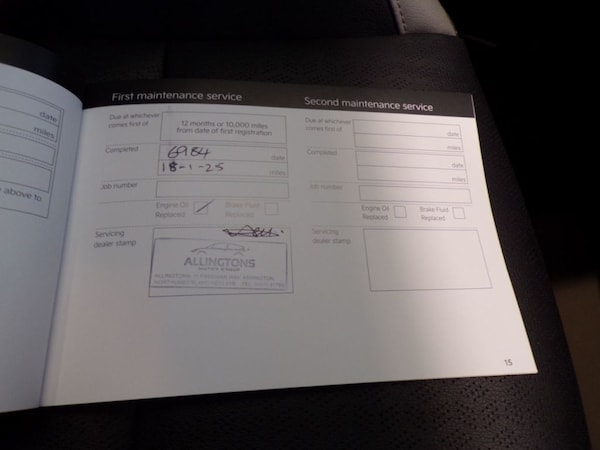 First maintenance service
Due at whichever
comes first of
12 months or 10,000 miles
from date of first registration
Completed
6984
date
18-1-25
miles
Job number
Engine Oil
Replaced
Brake Fluid
Replaced
Servicing
dealer stamp
ALLINGTONS
Second maintenance service
Due at whichever
comes first of
date
miles
Completed
date
miles
Job number
Engine Oil
Replaced
Brake Fluid
Replaced
Servicing
dealer stamp
15
date
miles
above to